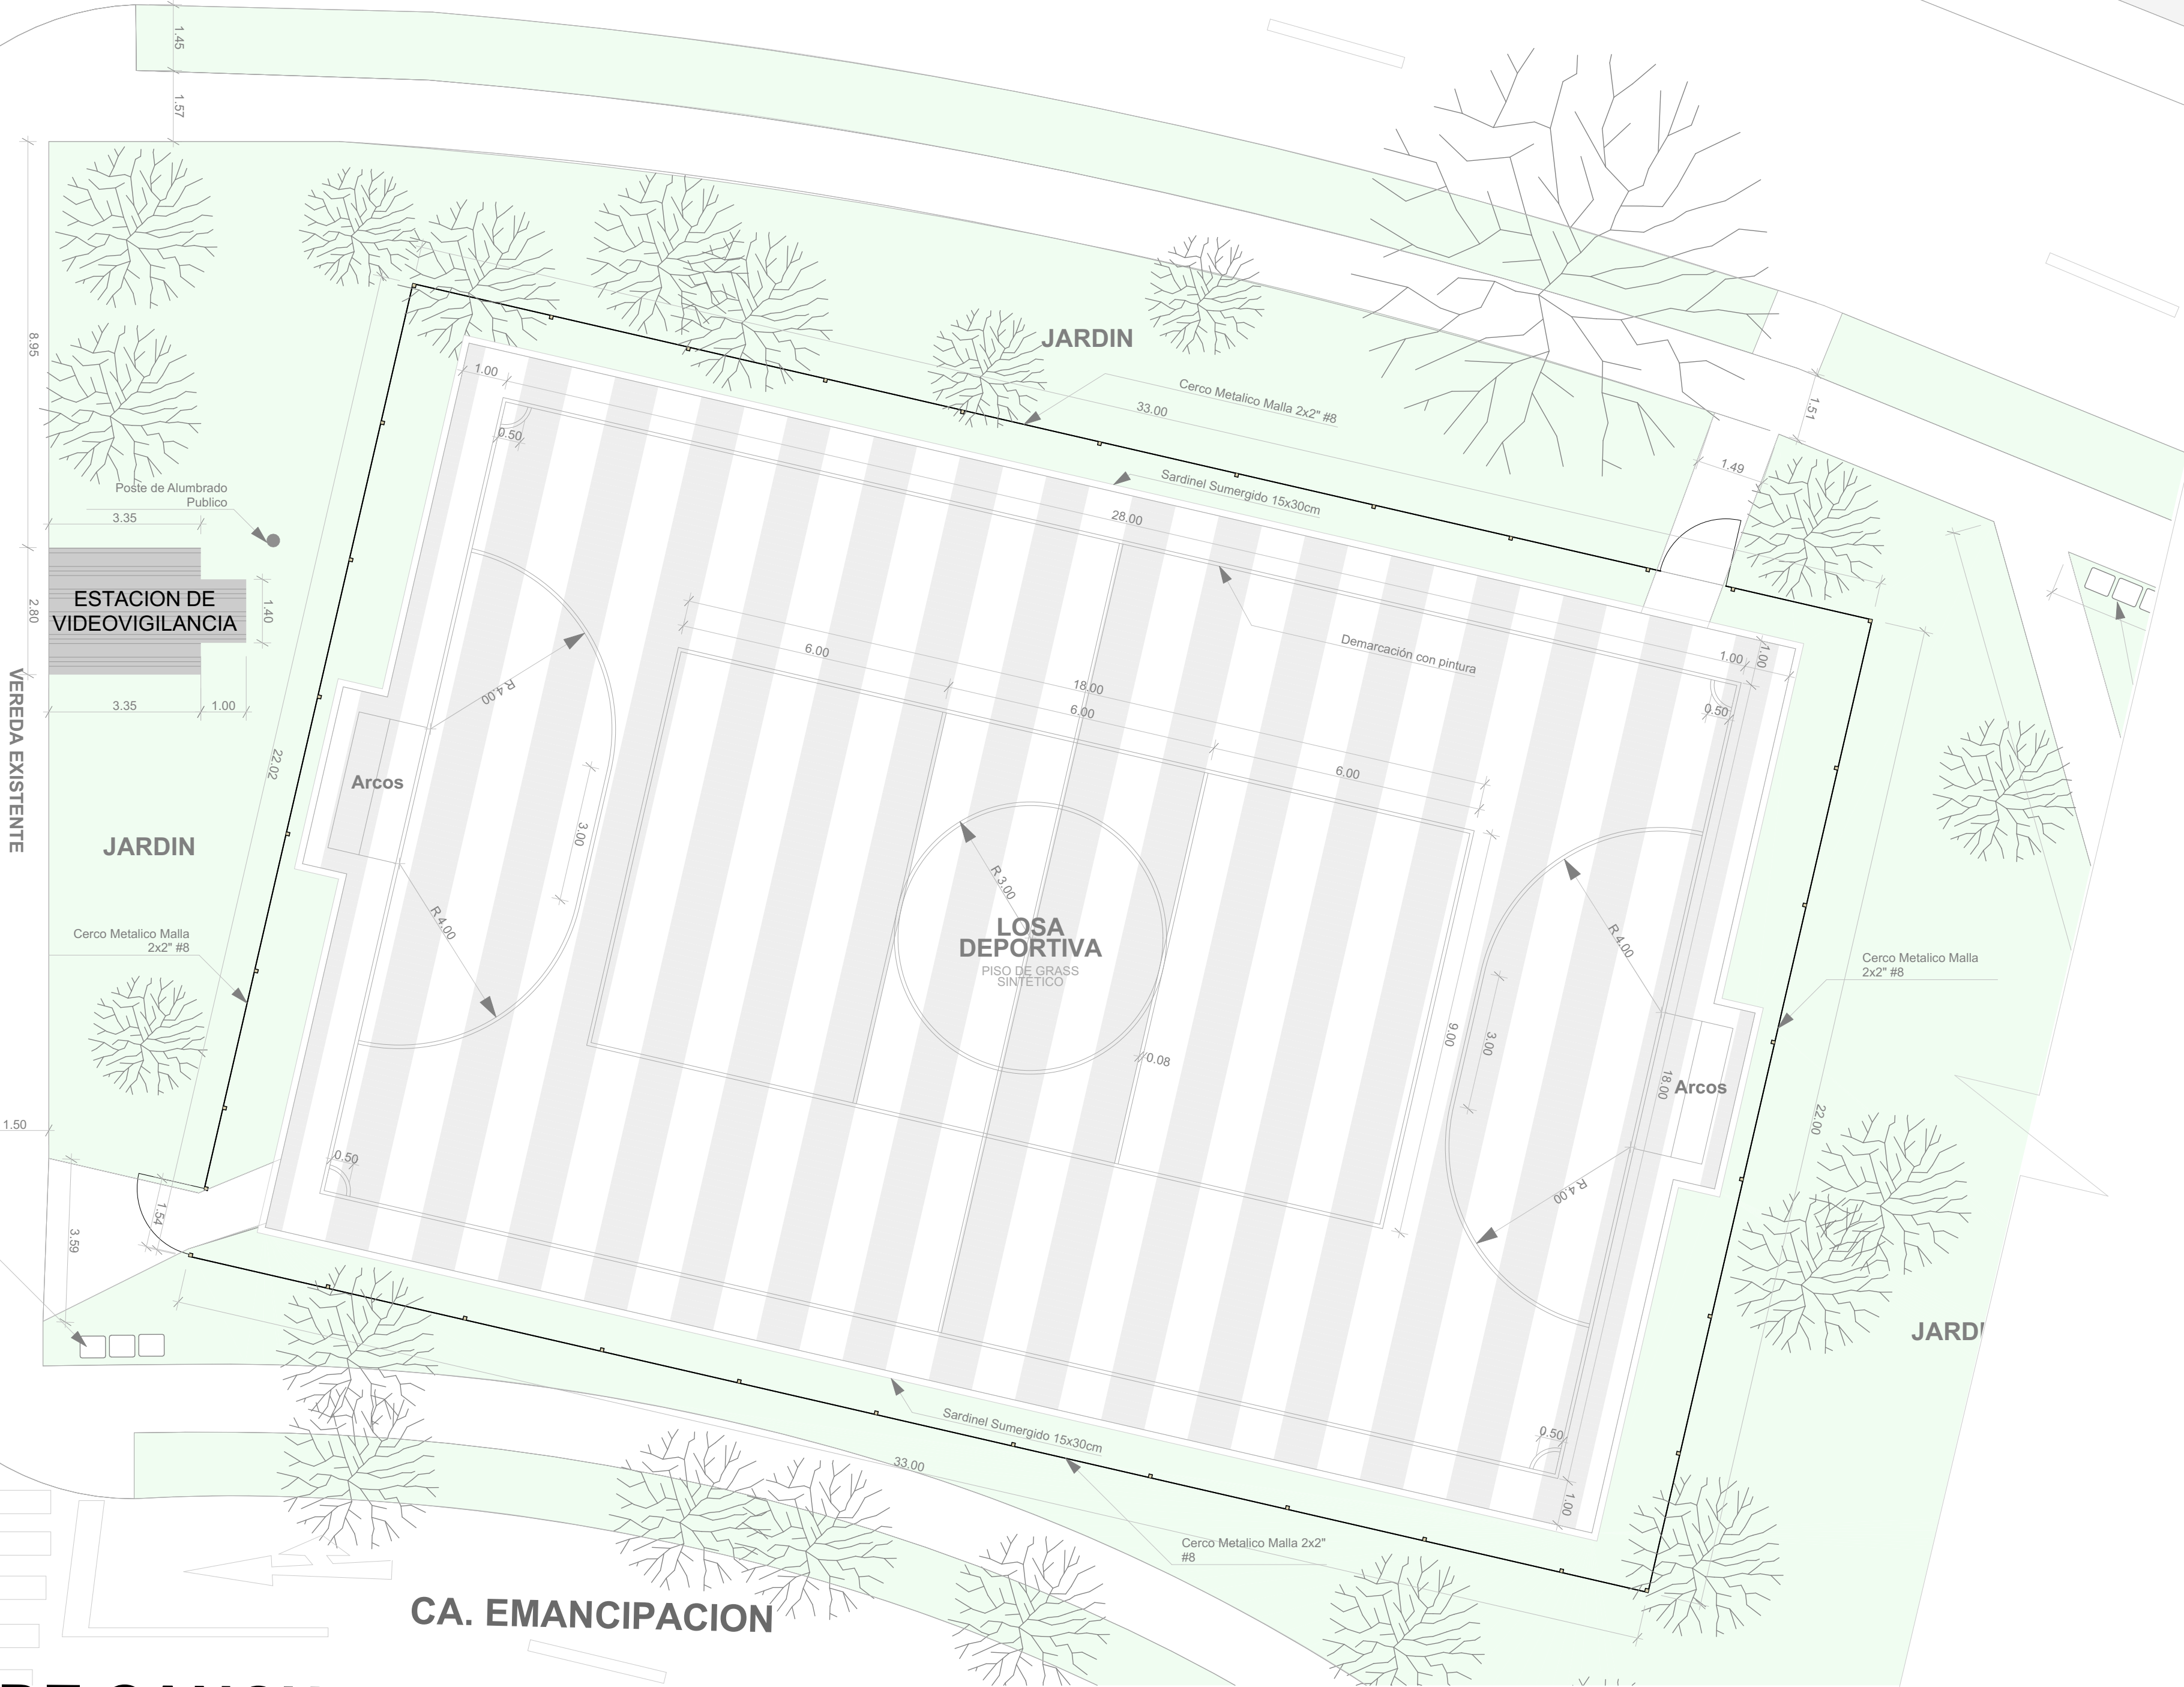 1.45
1.57
8.95
JARDIN
Cerco Metalico Malla 2x2" #8
33.00
1.51
1.49
1.00
0.50
Sardinel Sumergido 15x30cm
28.00
Poste de Alumbrado
Publico
3.35
ESTACION DE
VIDEOVIGILANCIA
1.40
2.80
3.35
1.00
VEREDA EXISTENTE
22.02
R 4.00
6.00
18.00
6.00
6.00
Demarcación con pintura
1.00
1.00
0.50
Arcos
3.00
R 4.00
JARDIN
R 3.00
LOSA
DEPORTIVA
PISO DE GRASS
SINTETICO
R 4.00
Cerco Metalico Malla
2x2" #8
Cerco Metalico Malla
2x2" #8
9.00
3.00
0.08
18.00
Arcos
22.00
1.50
0.50
R 4.00
1.54
3.59
JARDI
Sardinel Sumergido 15x30cm
33.00
0.50
1.00
Cerco Metalico Malla 2x2"
#8
CA. EMANCIPACION